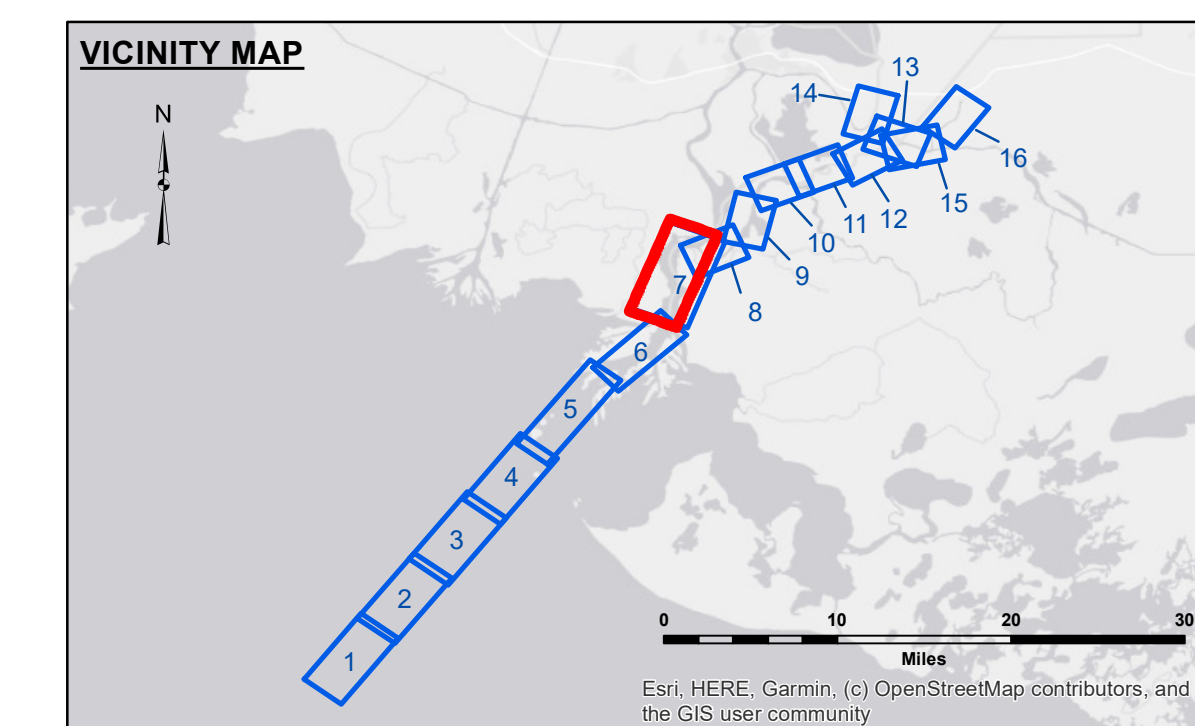 VICINITY MAP
N
13
14
16
15
12
11
10
9
8
7
6
5
4
3
2
1
0 10 20 30
Miles
Esri, HERE, Garmin, (c) OpenStreetMap contributors, and
the GIS user community